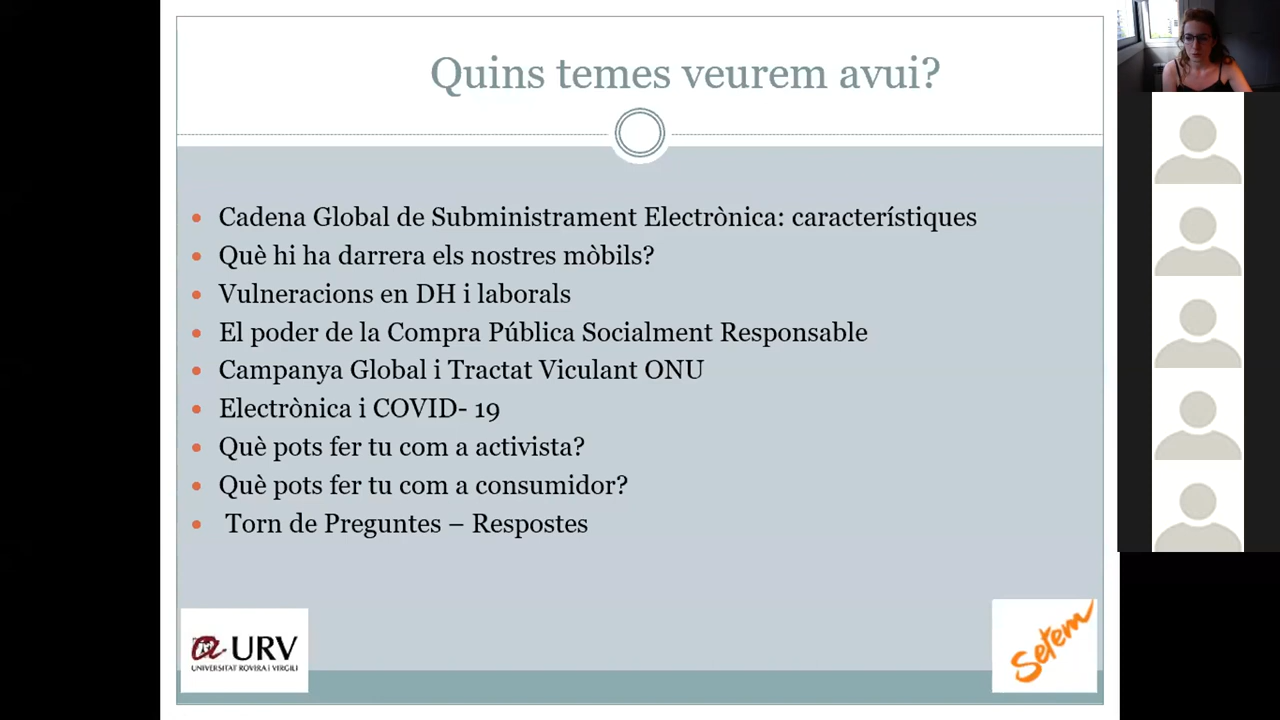 Quins temes veurem avui?
Cadena Global de Subministrament Electrònica: característiques
Què hi ha darrera els nostres mòbils?
Vulneracions en DH i laborals
El poder de la Compra Pública Socialment Responsable
Campanya Global i Tractat Viculant ONU
Electrònica i COVID- 19
Què pots fer tu com a activista?
Què pots fer tu com a consumidor?
Torn de Preguntes – Respostes
URV
UNIVERSITAT ROVIRA i VIRGILI
Setem